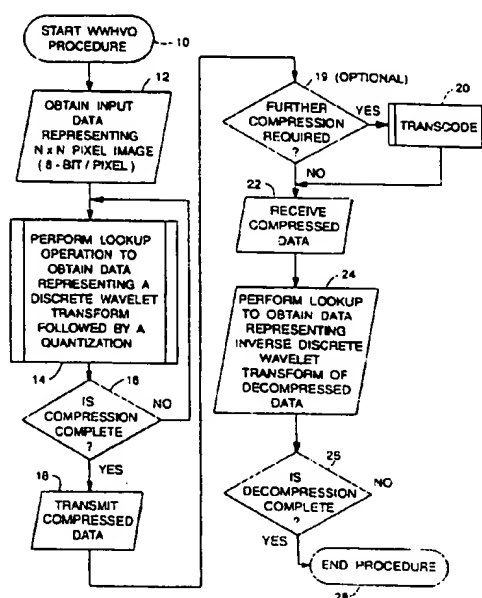 START WWHVQ
PROCEDURE
10
12
OBTAIN INPUT
DATA
REPRESENTING
N x N PIXEL IMAGE
(8 - BIT / PIXEL)
PERFORM LOOKUP
OPERATION TO
OBTAIN DATA
REPRESENTING A
DISCRETE WAVELET
TRANSFORM
FOLLOWED BY A
QUANTIZATION
14
16
IS
COMPRESSION
COMPLETE
?
NO
YES
18
TRANSMIT
COMPRESSED
DATA
19 (OPTIONAL)
FURTHER
COMPRESSION
REQUIRED
?
YES
20
TRANSCODE
NO
22
RECEIVE
COMPRESSED
DATA
24
PERFORM LOOKUP
TO OBTAIN DATA
REPRESENTING
INVERSE DISCRETE
WAVELET
TRANSFORM OF
DECOMPRESSED
DATA
25
IS
DECOMPRESSION
COMPLETE
?
NO
YES
END PROCEDURE
28